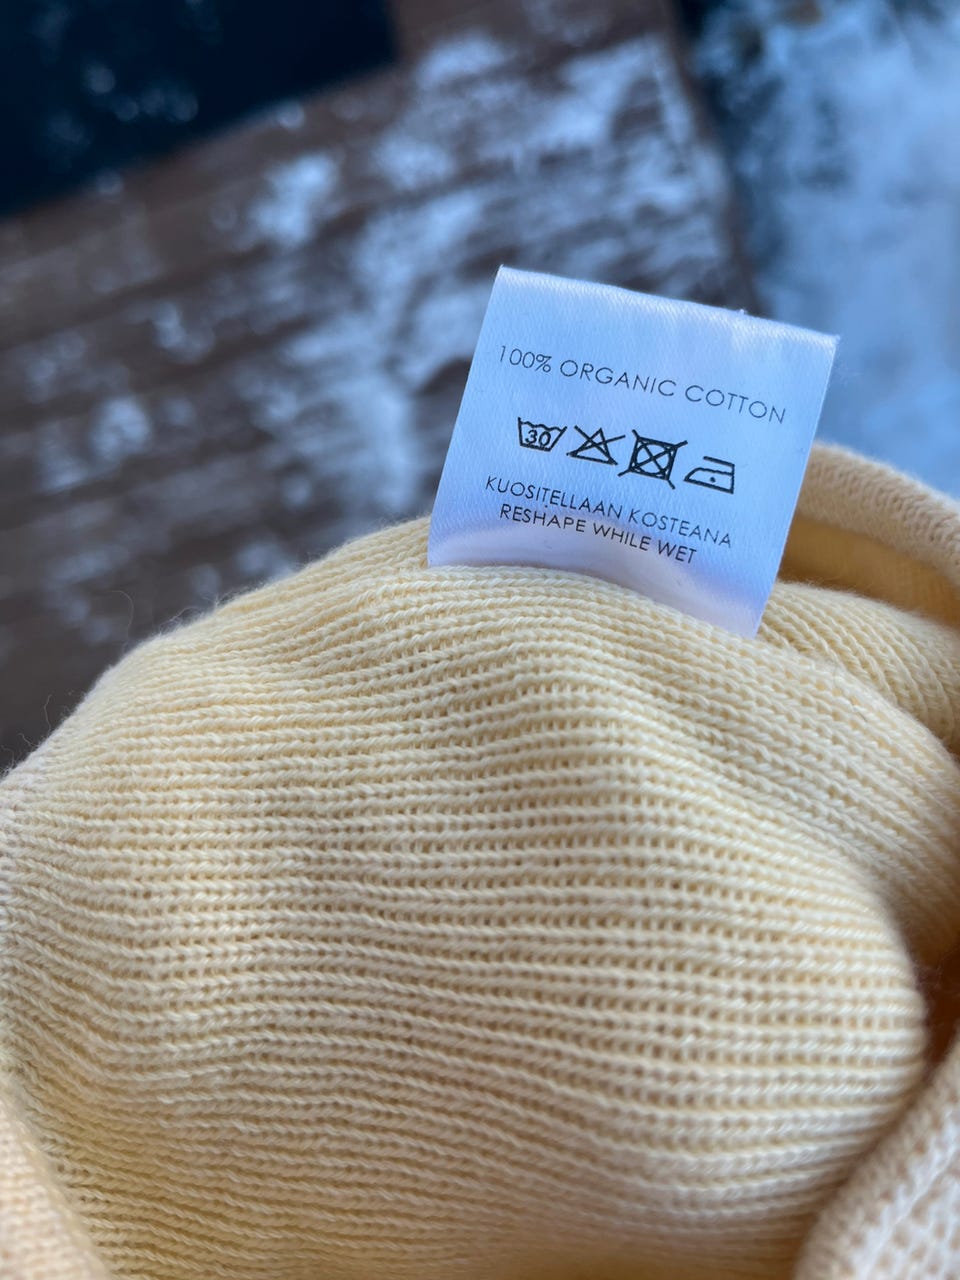 100% ORGANIC COTTON
30
KUOSITELLAAN KOSTEANA
RESHAPE WHILE WET